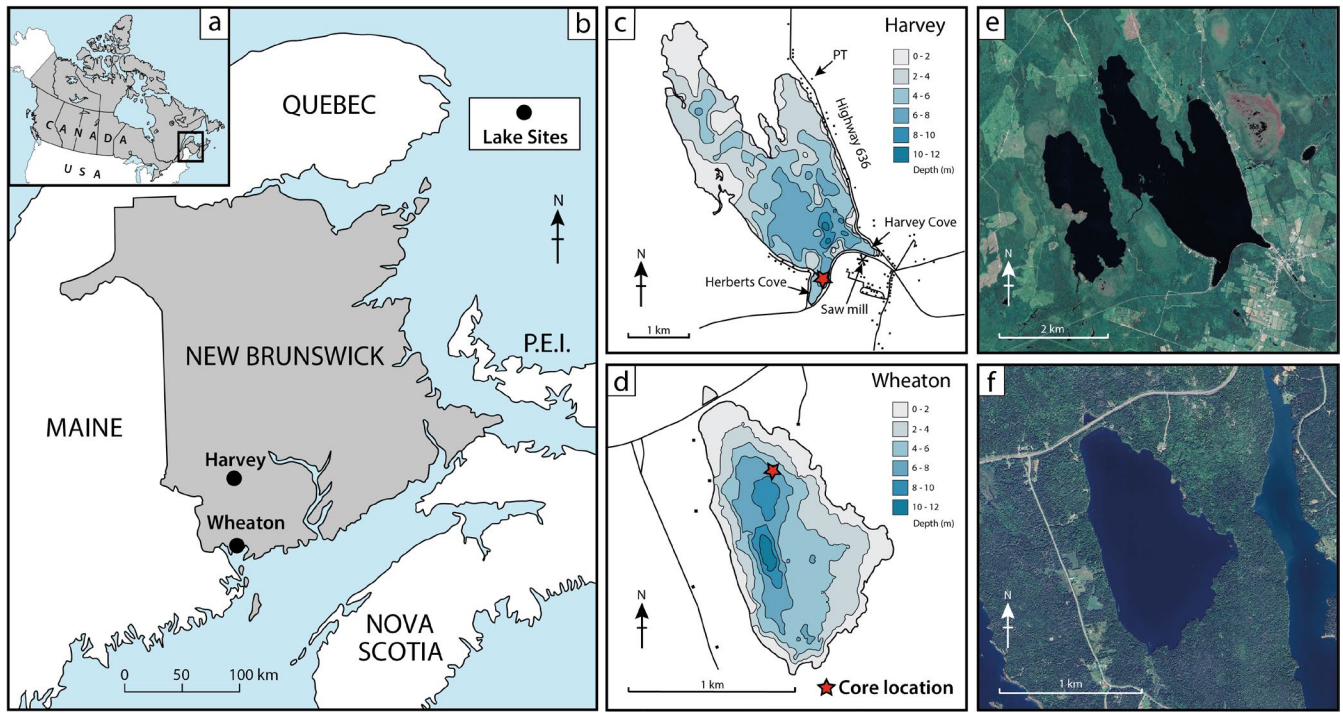 a
CANADA
USA
b
QUEBEC
Lake Sites
N
NEW BRUNSWICK
P.E.I.
MAINE
Harvey
Wheaton
NOVA
SCOTIA
0 50 100 km
c
Harvey
0 - 2
2 - 4
4 - 6
6 - 8
8 - 10
10 - 12
Depth (m)
PT
Highway 636
Harvey Cove
N
Herberts Cove
Saw mill
1 km
d
Wheaton
0 - 2
2 - 4
4 - 6
6 - 8
8 - 10
10 - 12
Depth (m)
N
1 km
Core location
e
N
2 km
f
N
1 km